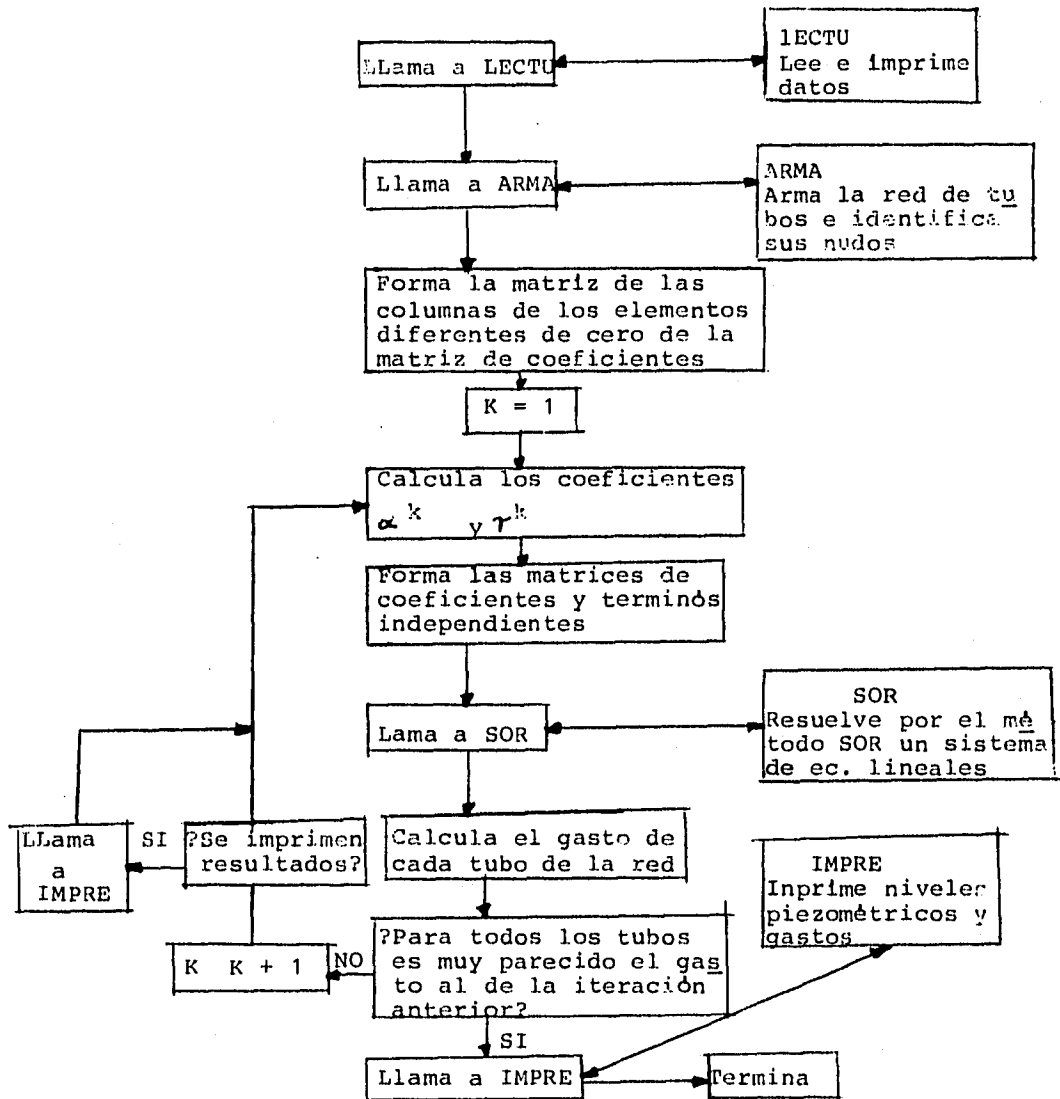 LLama a LECTU
lECTU
Lee e imprime
datos
Llama a ARMA
ARMA
Arma la red de tu
bos e identifica
sus nudos
Forma la matriz de las
columnas de los elementos
diferentes de cero de la
matriz de coeficientes
K = 1
Calcula los coeficientes
α k y γ k
Forma las matrices de
coeficientes y terminós
independientes
Lama a SOR
SOR
Resuelve por el mé
todo SOR un sistema
de ec. lineales
LLama
a
IMPRE
SI
?Se imprimen
resultados?
Calcula el gasto de
cada tubo de la red
IMPRE
Inprime niveles
piezométricos y
gastos
K K + 1
NO
?Para todos los tubos
es muy parecido el gas
to al de la iteración
anterior?
SI
Llama a IMPRE
Termina